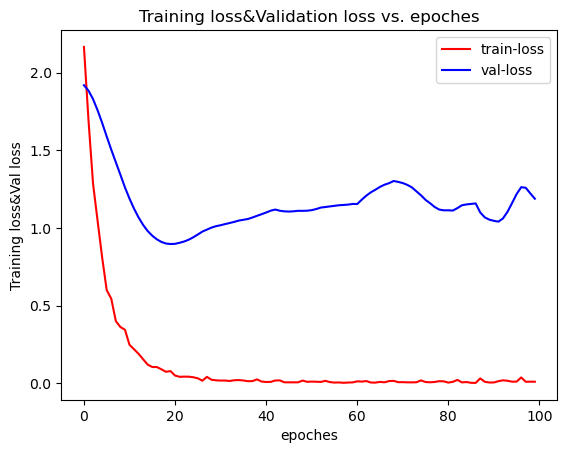 Training loss&Validation loss vs. epoches
train-loss
val-loss
Training loss&Val loss
2.0
1.5
1.0
0.5
0.0
0
20
40
60
80
100
epoches